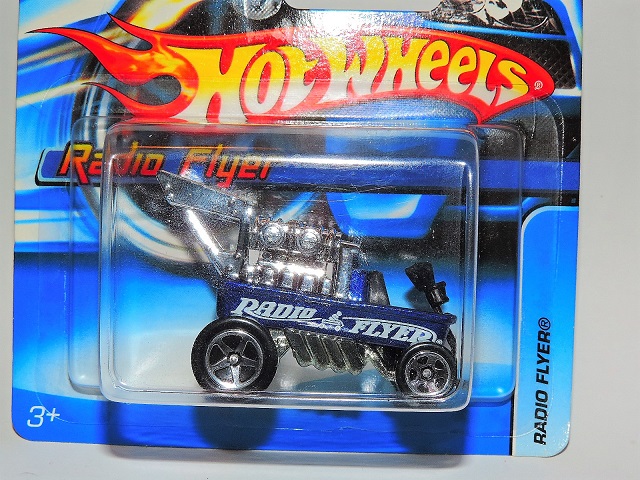 HOT WHEELS®
Radio Flyer
RADIO FLYER®
3+
RADIO FLYER®